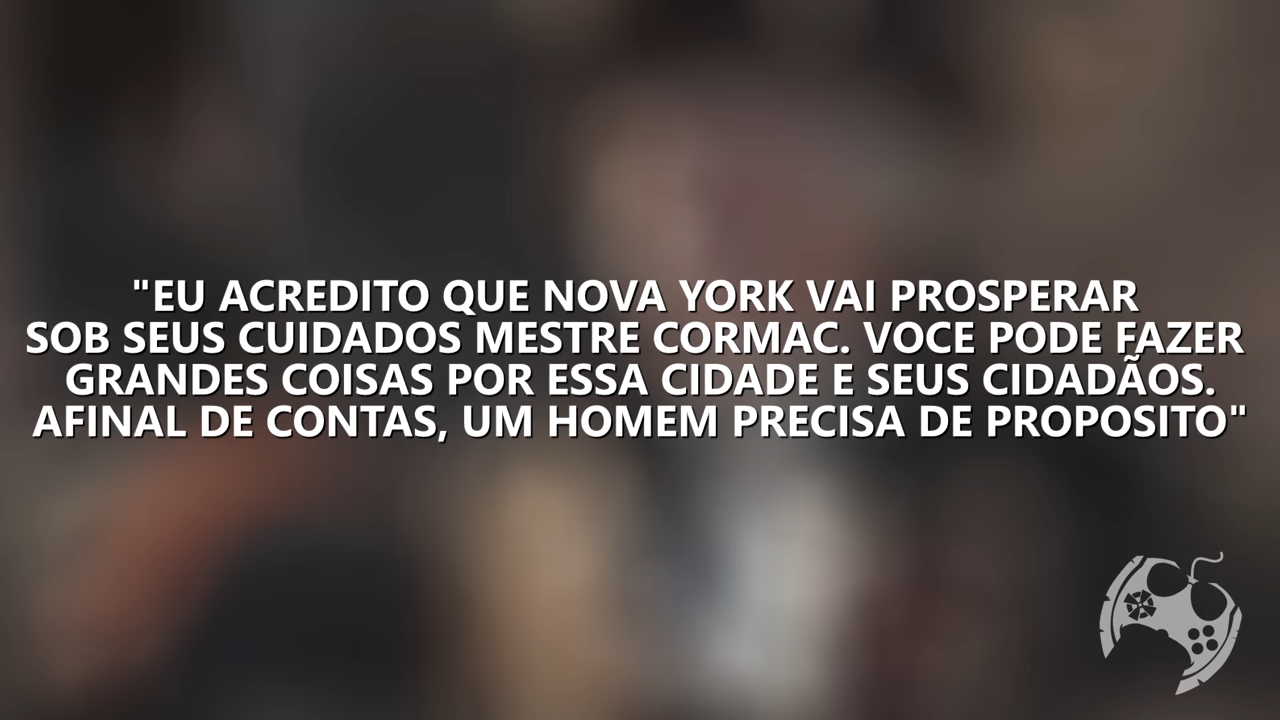 "EU ACREDITO QUE NOVA YORK VAI PROSPERAR
SOB SEUS CUIDADOS MESTRE CORMAC. VOCE PODE FAZER
GRANDES COISAS POR ESSA CIDADE E SEUS CIDADÃOS.
AFINAL DE CONTAS, UM HOMEM PRECISA DE PROPOSITO"